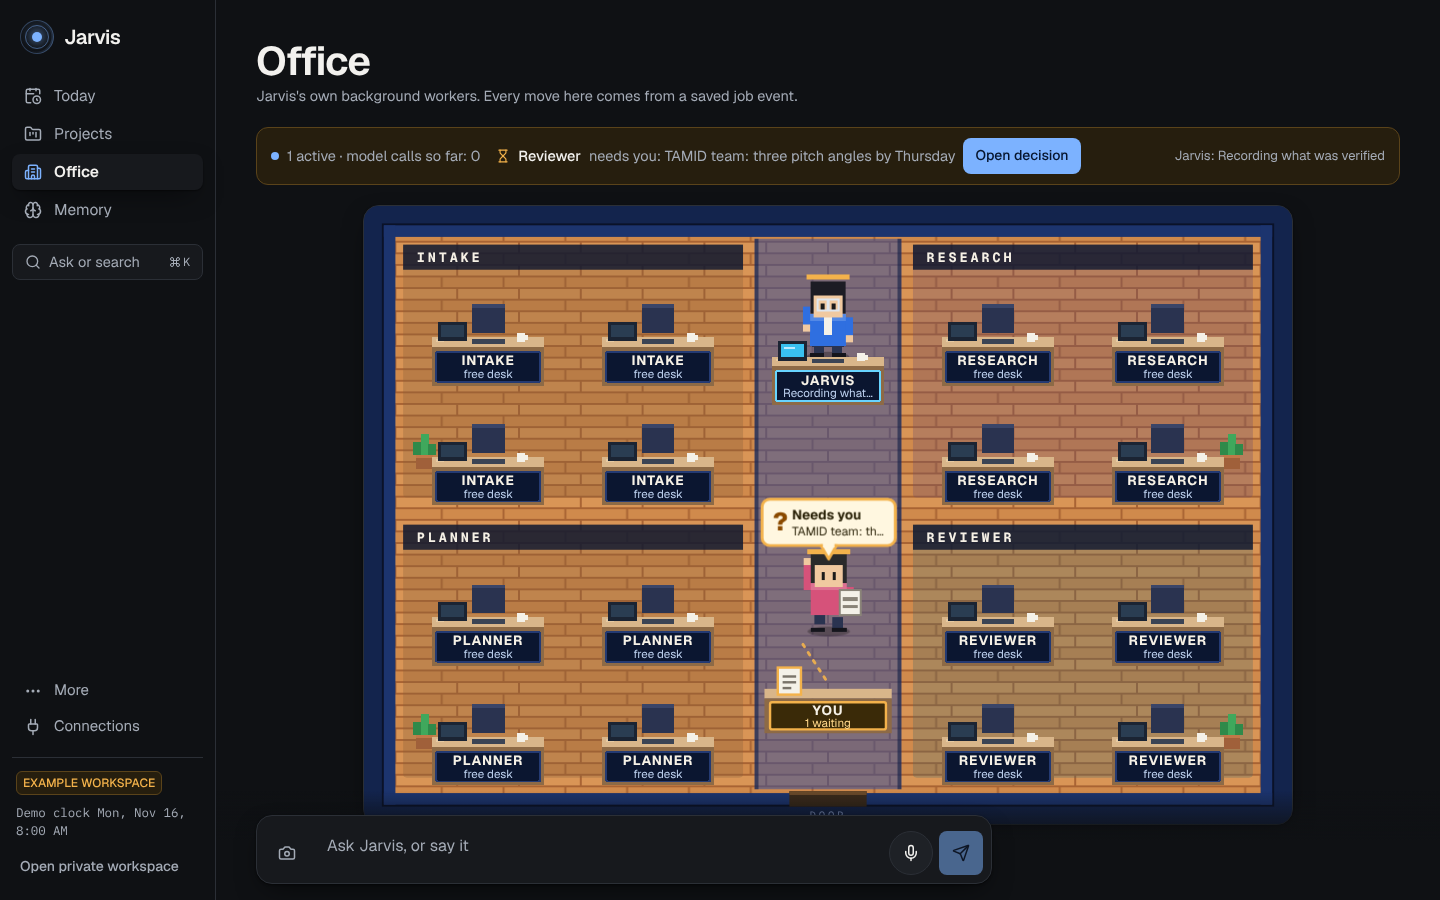 Jarvis
Today
Projects
Office
Memory
Ask or search ⌘K
More
Connections
EXAMPLE WORKSPACE
Demo clock Mon, Nov 16,
8:00 AM
Open private workspace
Office
Jarvis's own background workers. Every move here comes from a saved job event.
1 active · model calls so far: 0 Reviewer needs you: TAMID team: three pitch angles by Thursday Open decision Jarvis: Recording what was verified
INTAKE
INTAKE
free desk
INTAKE
free desk
INTAKE
free desk
INTAKE
free desk
JARVIS
Recording what...
RESEARCH
RESEARCH
free desk
RESEARCH
free desk
RESEARCH
free desk
RESEARCH
free desk
? Needs you
TAMID team: th...
PLANNER
PLANNER
free desk
PLANNER
free desk
PLANNER
free desk
PLANNER
free desk
YOU
1 waiting
REVIEWER
REVIEWER
free desk
REVIEWER
free desk
REVIEWER
free desk
REVIEWER
free desk
Ask Jarvis, or say it